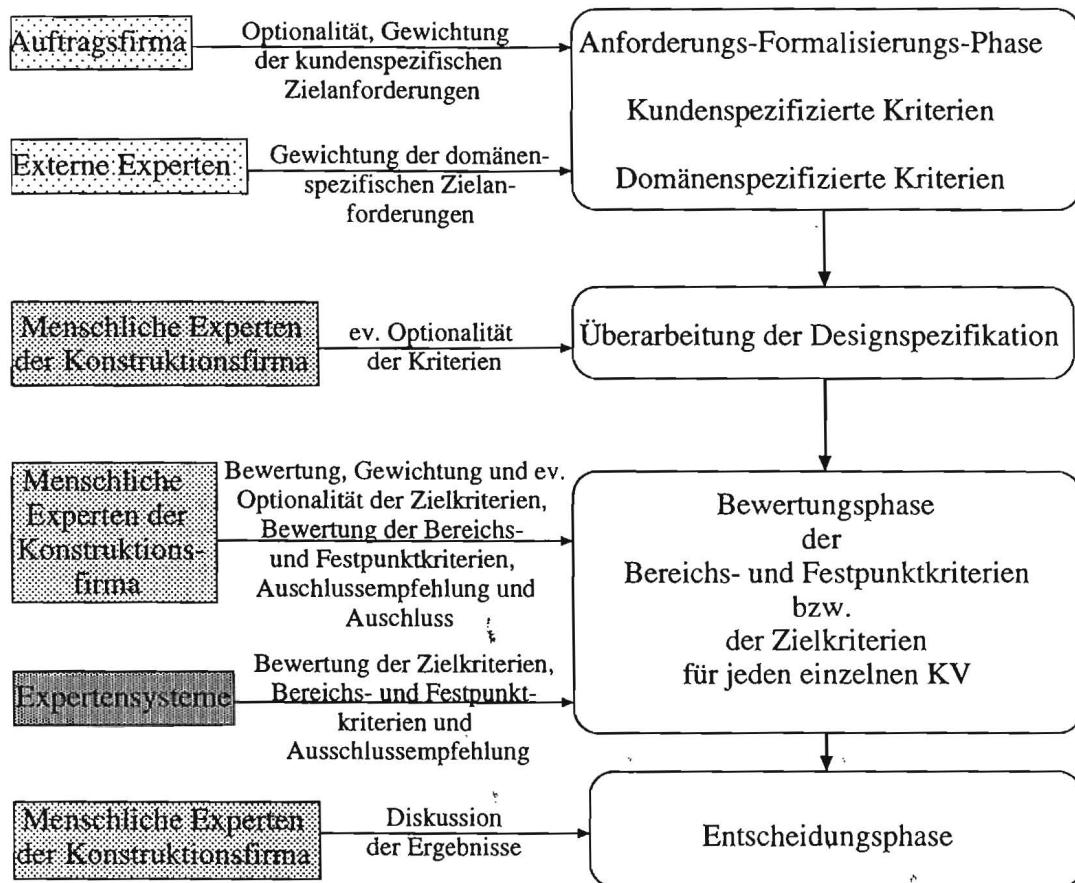 Auftragsfirma
Optionalität, Gewichtung
der kundenspezifischen
Zielanforderungen
Anforderungs-Formalisierungs-Phase
Kundenspezifizierte Kriterien
Domänenspezifizierte Kriterien
Externe Experten
Gewichtung der domänen-
spezifischen Zielan-
forderungen
Menschliche Experten
der Konstruktionsfirma
ev. Optionalität
der Kriterien
Überarbeitung der Designspezifikation
Menschliche
Experten der
Konstruktions-
firma
Bewertung, Gewichtung und ev.
Optionalität der Zielkriterien,
Bewertung der Bereichs-
und Festpunktkriterien,
Auschlussempfehlung und
Auschluss
Bewertungsphase
der
Bereichs- und Festpunktkriterien
bzw.
der Zielkriterien
für jeden einzelnen KV
Expertensysteme
Bewertung der Zielkriterien,
Bereichs- und Festpunkt-
kriterien und
Ausschlussempfehlung
Menschliche Experten
der Konstruktionsfirma
Diskussion
der Ergebnisse
Entscheidungsphase